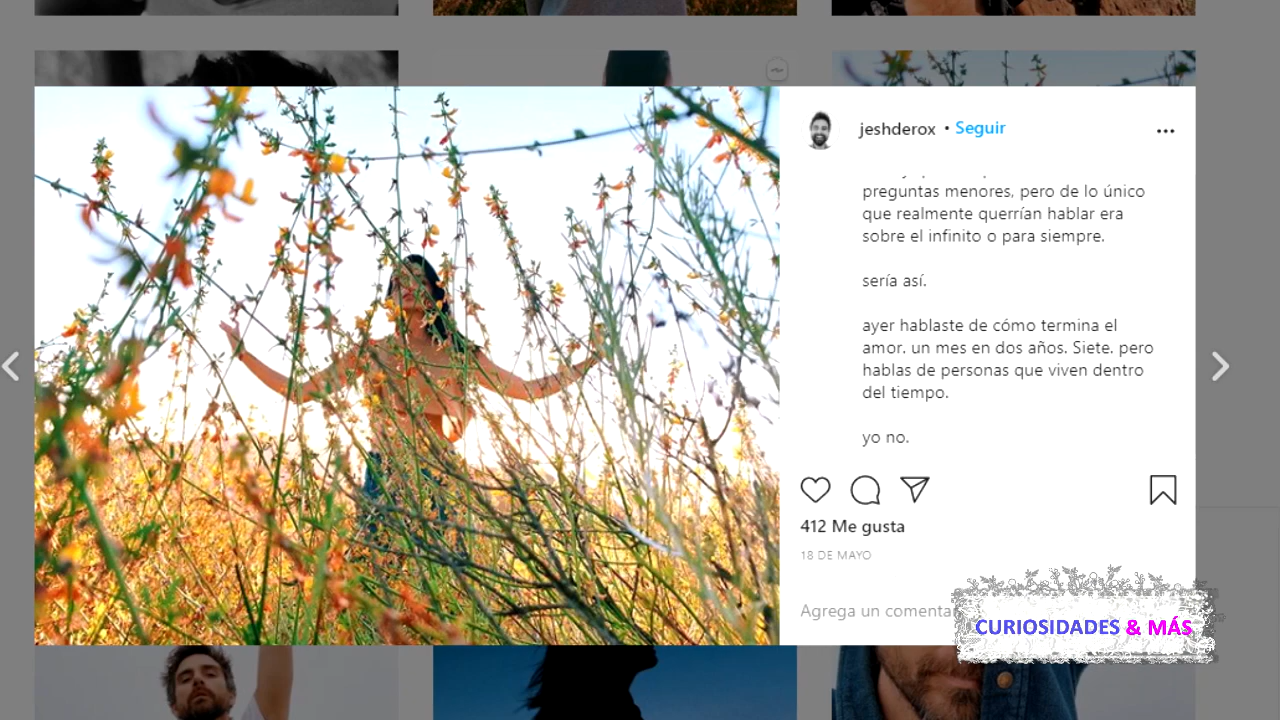 jeshderox • Seguir
preguntas menores, pero de lo único
que realmente querrían hablar era
sobre el infinito o para siempre.
sería así.
ayer hablaste de cómo termina el
amor. un mes en dos años. Siete. pero
hablas de personas que viven dentro
del tiempo.
yo no.
412 Me gusta
18 DE MAYO
Agrega un comenta
CURIOSIDADES & MÁS